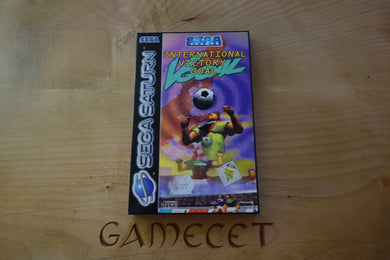 SEGA
SEGA
INTERNATIONAL
VICTORY
GOAL
SEGA SATURN
GAMECET